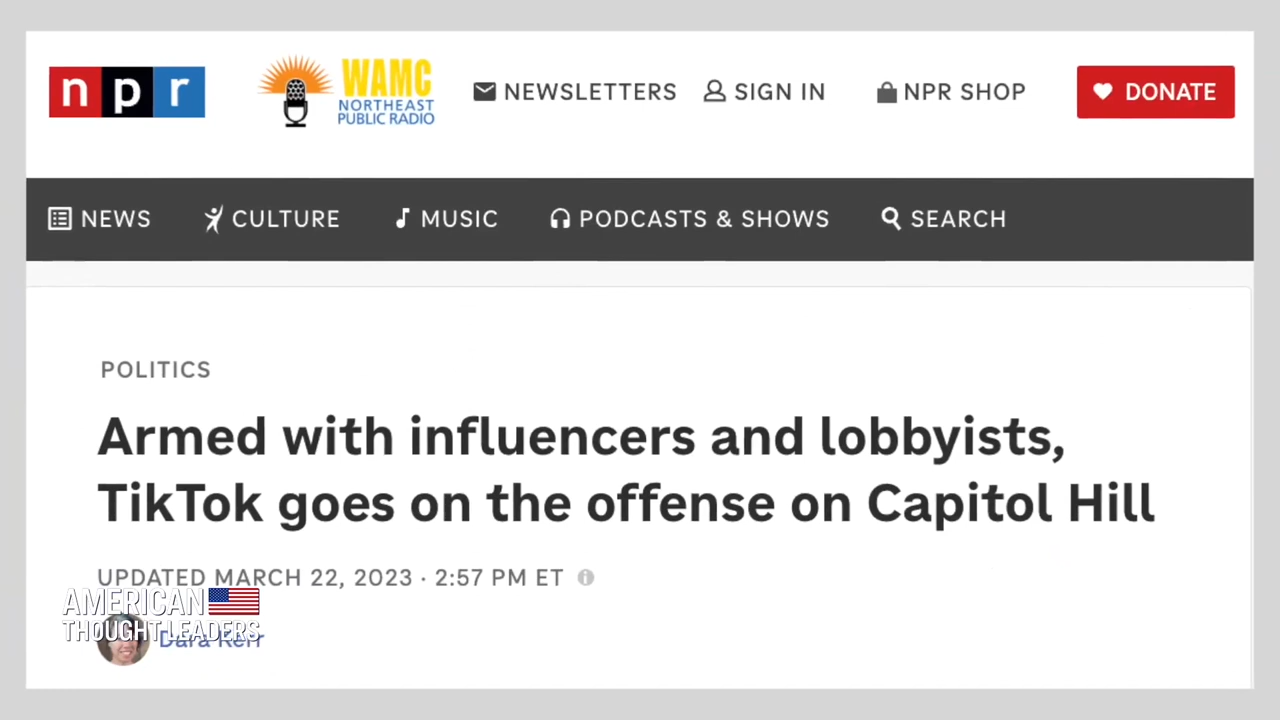 npr
WAMC
NORTHEAST
PUBLIC RADIO
NEWSLETTERS
SIGN IN
NPR SHOP
DONATE
NEWS
CULTURE
MUSIC
PODCASTS & SHOWS
SEARCH
POLITICS
Armed with influencers and lobbyists,
TikTok goes on the offense on Capitol Hill
UPDATED MARCH 22, 2023 · 2:57 PM ET
AMERICAN
THOUGHT LEADERS
Dara Kerr